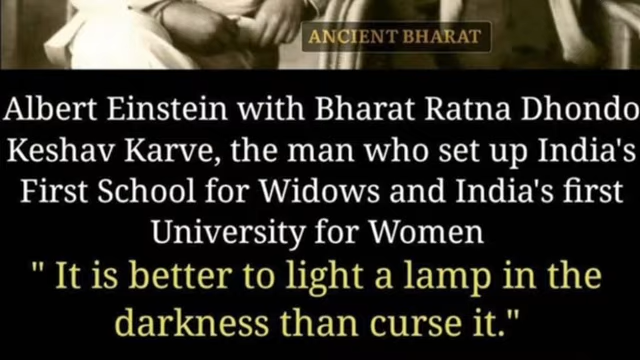 ANCIENT BHARAT
Albert Einstein with Bharat Ratna Dhondo
Keshav Karve, the man who set up India's
First School for Widows and India's first
University for Women
" It is better to light a lamp in the
darkness than curse it."